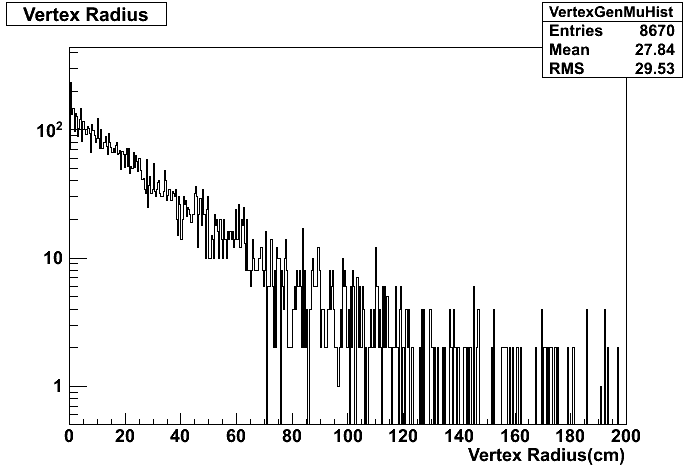 Vertex Radius
VertexGenMuHist
Entries 8670
Mean 27.84
RMS 29.53
10²
10
1
0 20 40 60 80 100 120 140 160 180 200
Vertex Radius(cm)